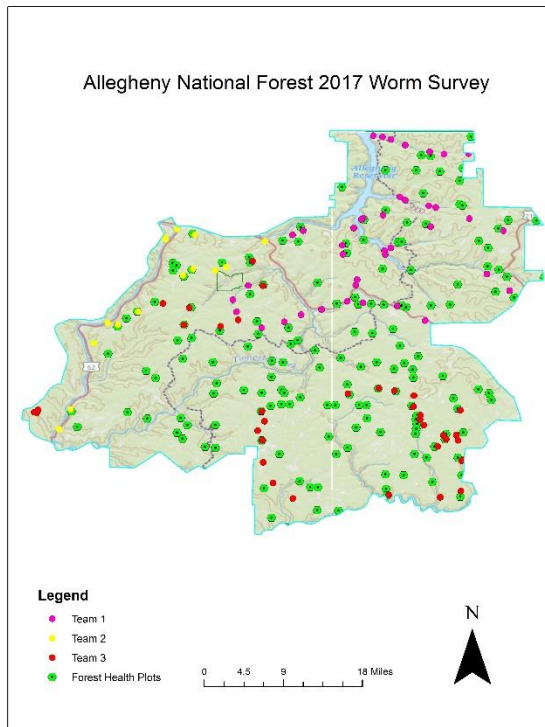 Allegheny National Forest 2017 Worm Survey
Allegheny
Reservoir
62
Legend
Team 1
Team 2
Team 3
Forest Health Plots
N
0 4.5 9 18 Miles